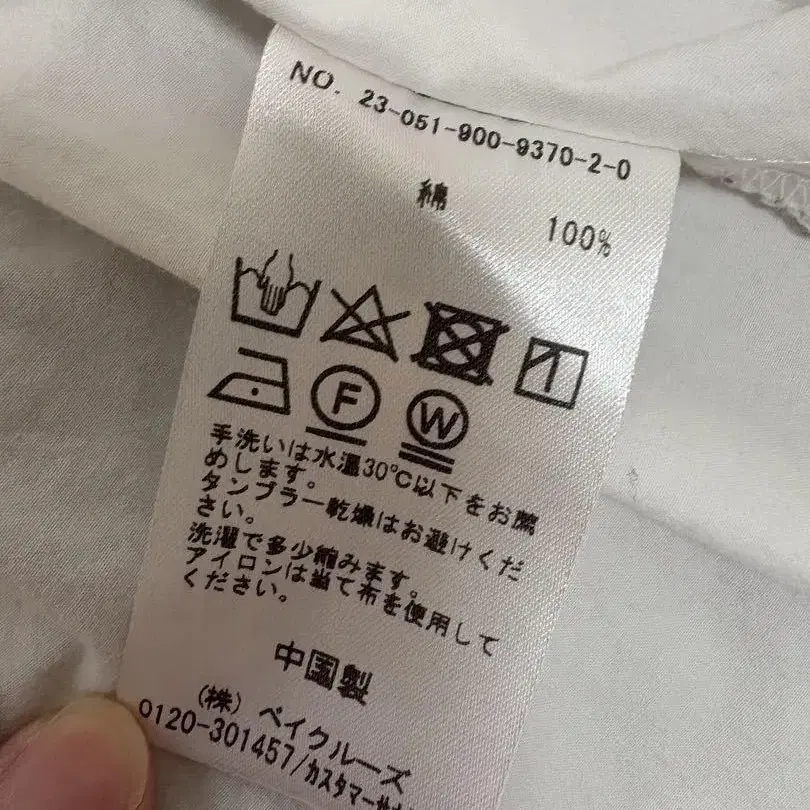 NO. 23-051-900-9370-2-0
綿 100%
F W
手洗いは水温30℃以下をお薦
めします。
タンブラー乾燥はお避けくだ
さい。
洗濯で多少縮みます。
アイロンは当て布を使用して
ください。
中国製
(株) ベイクルーズ
0120-301457/カスタマー